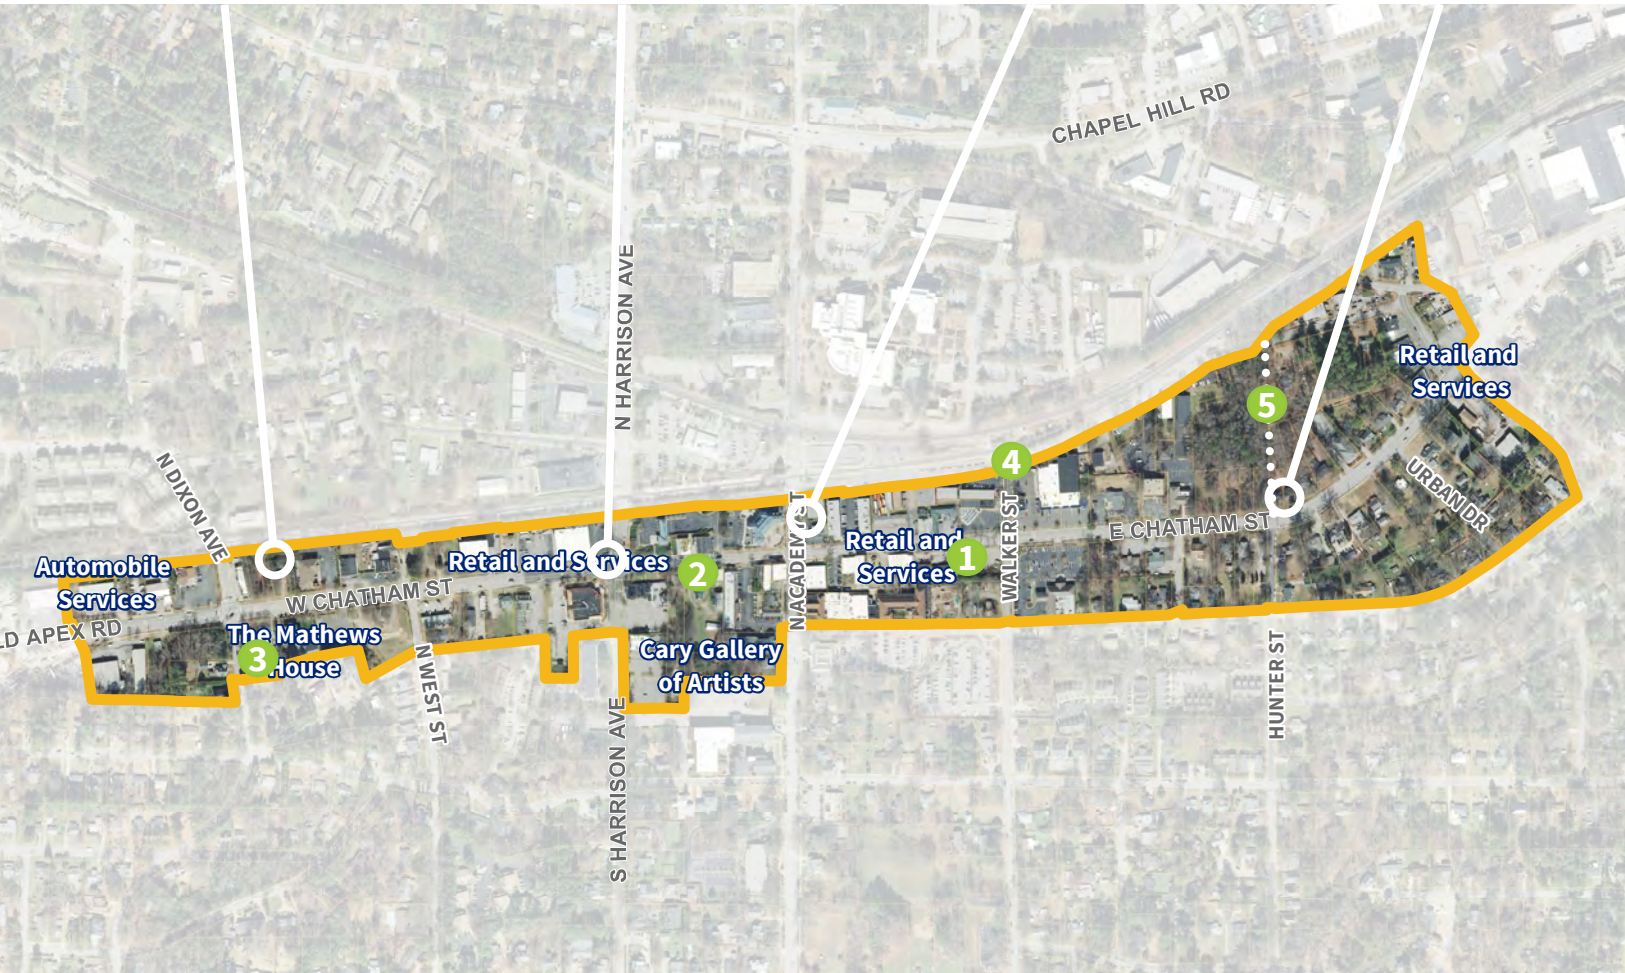 CHAPEL HILL RD
N HARRISON AVE
Retail and
Services
5
4
N DIXON AVE
URBAN DR
WALKER ST
E CHATHAM ST
Automobile
Services
Retail and Services
2
Retail and
Services
1
W CHATHAM ST
LD APEX RD
The Mathews
House
3
Cary Gallery
of Artists
N WEST ST
S HARRISON AVE
HUNTER ST